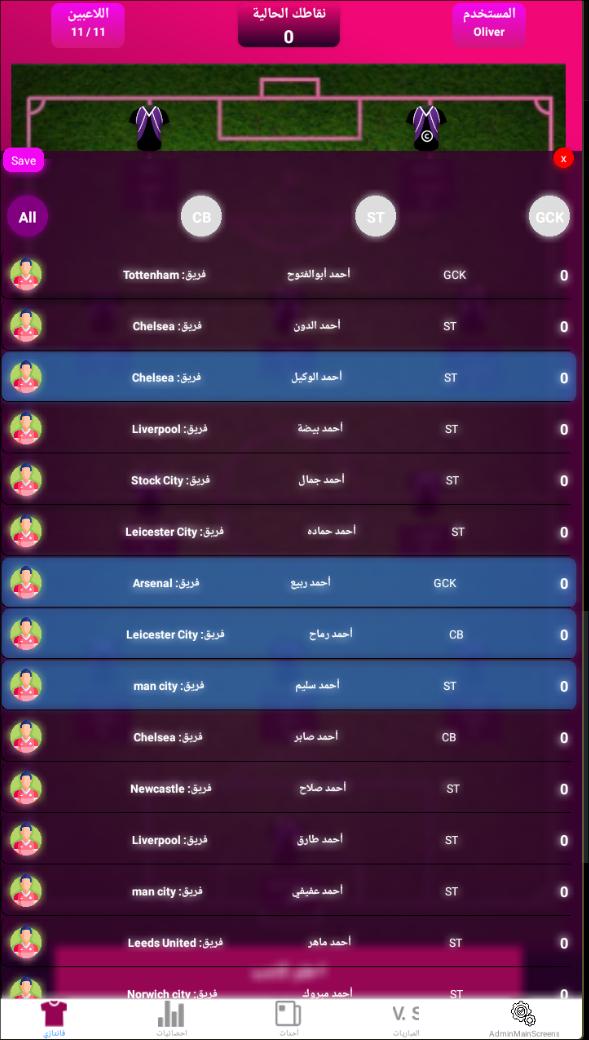 اللاعبين
11 / 11
نقاطك الحالية
0
المستخدم
Oliver
Save
x
All
CB
ST
GCK
فريق: Tottenham أحمد أبوالفتوح GCK 0
فريق: Chelsea أحمد الدون ST 0
فريق: Chelsea أحمد الوكيل ST 0
فريق: Liverpool أحمد بيضة ST 0
فريق: Stock City أحمد جمال ST 0
فريق: Leicester City أحمد حماده ST 0
فريق: Arsenal أحمد ربيع GCK 0
فريق: Leicester City أحمد رماح CB 0
فريق: man city أحمد سليم ST 0
فريق: Chelsea أحمد صابر CB 0
فريق: Newcastle أحمد صلاح ST 0
فريق: Liverpool أحمد طارق ST 0
فريق: man city أحمد عفيفي ST 0
فريق: Leeds United أحمد ماهر ST 0
فريق: Norwich city أحمد مبروك ST 0
فانتازي
احصائيات
أحداث
V. S
المباريات
AdminMainScreens